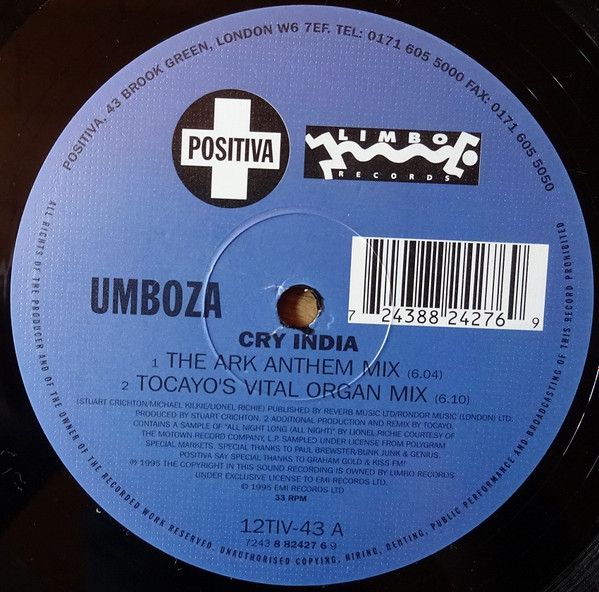 POSITIVA, 43 BROOK GREEN, LONDON W6 7EF. TEL: 0171 605 5000 FAX: 0171 605 5050
POSITIVA
LIMBO
RECORDS
7 24388 24276 9
UMBOZA
CRY INDIA
1 THE ARK ANTHEM MIX (6.04)
2 TOCAYO'S VITAL ORGAN MIX (6.10)
(STUART CRICHTON/MICHAEL KILKIE/LIONEL RICHIE) PUBLISHED BY REVERB MUSIC LTD/RONDOR MUSIC (LONDON) LTD.
PRODUCED BY STUART CRICHTON. 2 ADDITIONAL PRODUCTION AND REMIX BY TOCAYO.
CONTAINS A SAMPLE OF "ALL NIGHT LONG (ALL NIGHT)" BY LIONEL RICHIE COURTESY OF
THE MOTOWN RECORD COMPANY, L.P. SAMPLED UNDER LICENSE FROM POLYGRAM
SPECIAL MARKETS. SPECIAL THANKS TO PAUL BREWSTER/BUNK JUNK & GENIUS.
POSITIVA SAY SPECIAL THANKS TO GRAHAM GOLD & KISS FM!
℗ 1995 THE COPYRIGHT IN THIS SOUND RECORDING IS OWNED BY LIMBO RECORDS
UNDER EXCLUSIVE LICENSE TO EMI RECORDS LTD.
© 1995 EMI RECORDS LTD
33 RPM
12TIV-43 A
7243 8 82427 6 9
ALL RIGHTS OF THE PRODUCER AND OF THE OWNER OF THE RECORDED WORK RESERVED. UNAUTHORISED COPYING, HIRING, RENTING, PUBLIC PERFORMANCE AND BROADCASTING OF THIS RECORD PROHIBITED